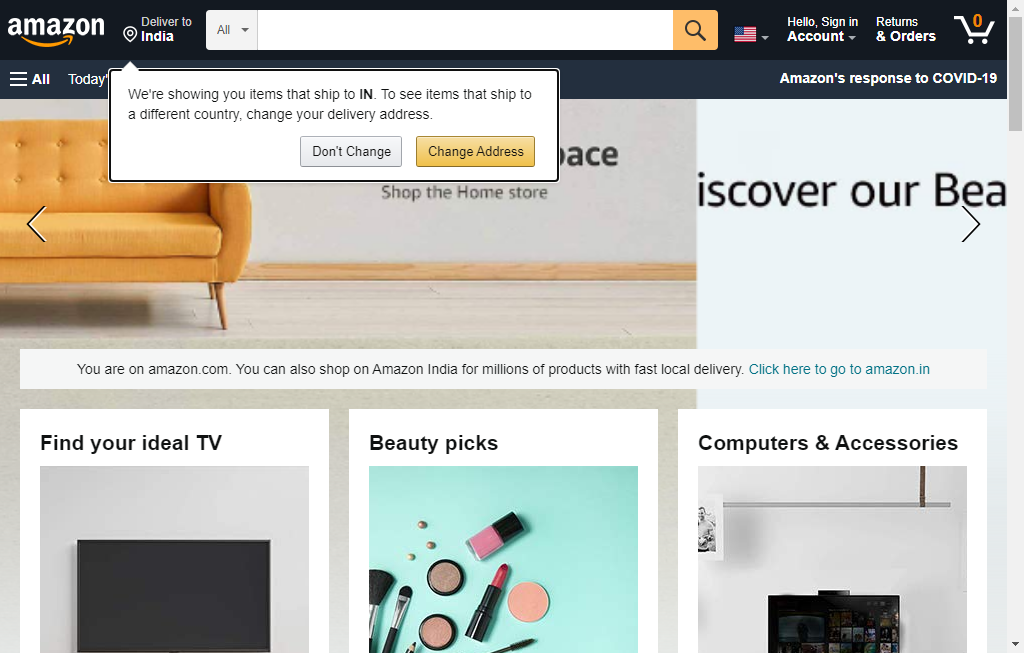 amazon
Deliver to
India
All
Hello, Sign in
Account
Returns
& Orders
0
All
Today'
Amazon's response to COVID-19
We're showing you items that ship to IN. To see items that ship to
a different country, change your delivery address.
Don't Change
Change Address
pace
Shop the Home store
iscover our Bea
You are on amazon.com. You can also shop on Amazon India for millions of products with fast local delivery. Click here to go to amazon.in
Find your ideal TV
Beauty picks
Computers & Accessories